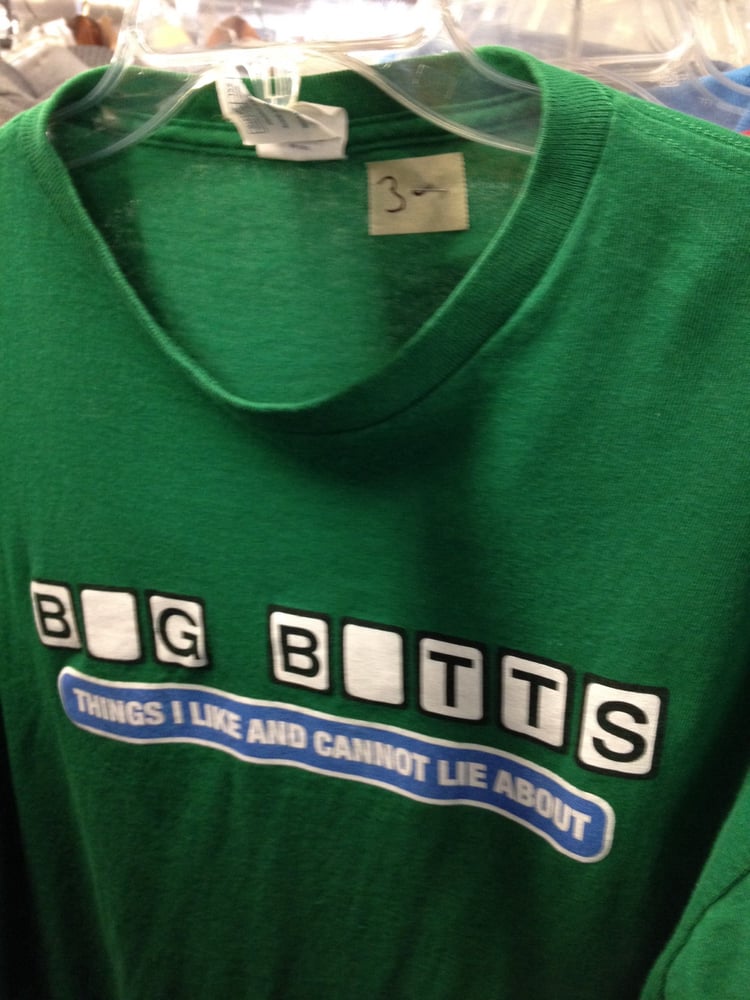 3-
B G B TTS
THINGS I LIKE AND CANNOT LIE ABOUT